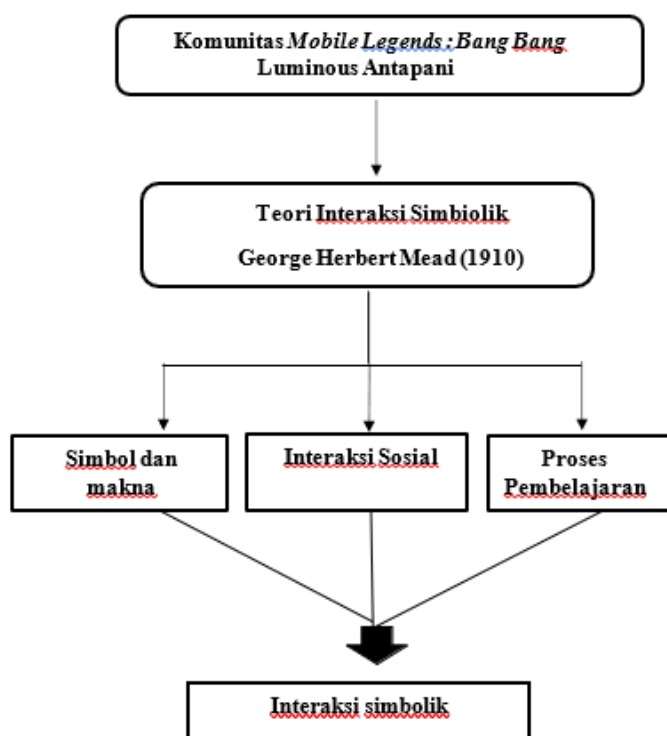 Komunitas Mobile Legends : Bang Bang
Luminous Antapani
Teori Interaksi Simbiolik
George Herbert Mead (1910)
Simbol dan
makna
Interaksi Sosial
Proses
Pembelajaran
Interaksi simbolik